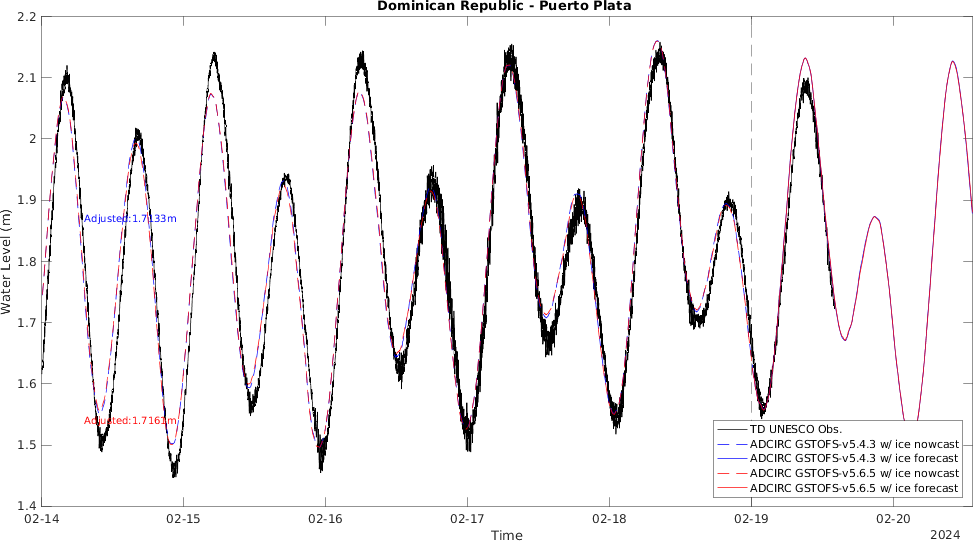 Dominican Republic - Puerto Plata
2.2
2.1
2
1.9
1.8
1.7
1.6
1.5
1.4
Water Level (m)
Adjusted:1.7133m
Adjusted:1.7161m
TD UNESCO Obs.
ADCIRC GSTOFS-v5.4.3 w/ ice nowcast
ADCIRC GSTOFS-v5.4.3 w/ ice forecast
ADCIRC GSTOFS-v5.6.5 w/ ice nowcast
ADCIRC GSTOFS-v5.6.5 w/ ice forecast
02-14 02-15 02-16 02-17 02-18 02-19 02-20
Time
2024